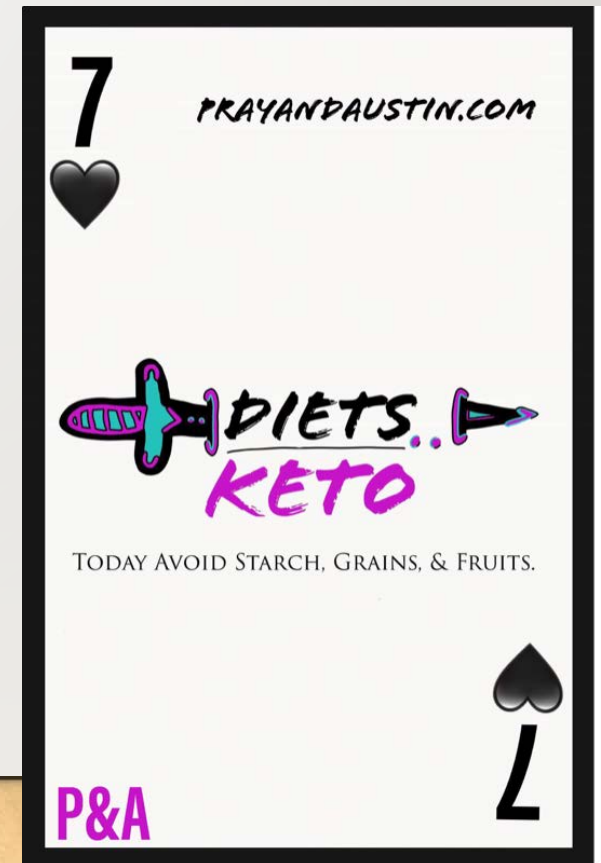 7
PRAYANDAUSTIN.COM
DIETS..
KETO
TODAY AVOID STARCH, GRAINS, & FRUITS.
P&A
7